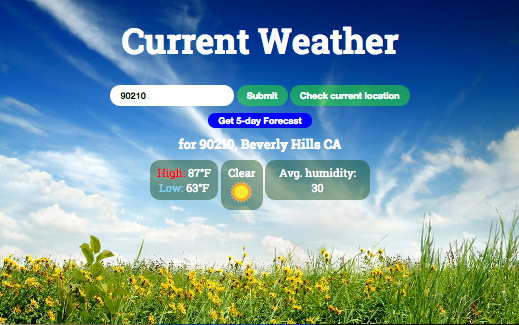 Current Weather
90210 Submit Check current location
Get 5-day Forecast
for 90210, Beverly Hills CA
High: 87°F Clear Avg. humidity:
Low: 63°F 30